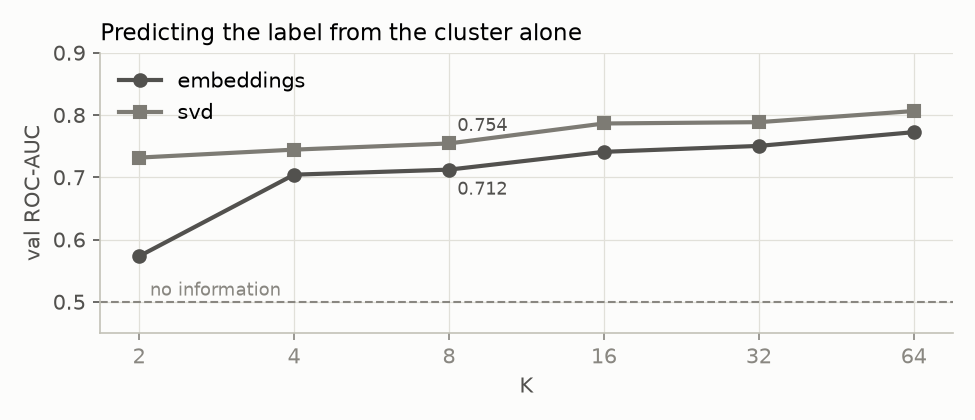 Predicting the label from the cluster alone
0.9
0.8
0.7
0.6
0.5
val ROC-AUC
embeddings
svd
0.754
0.712
no information
2 4 8 16 32 64
K